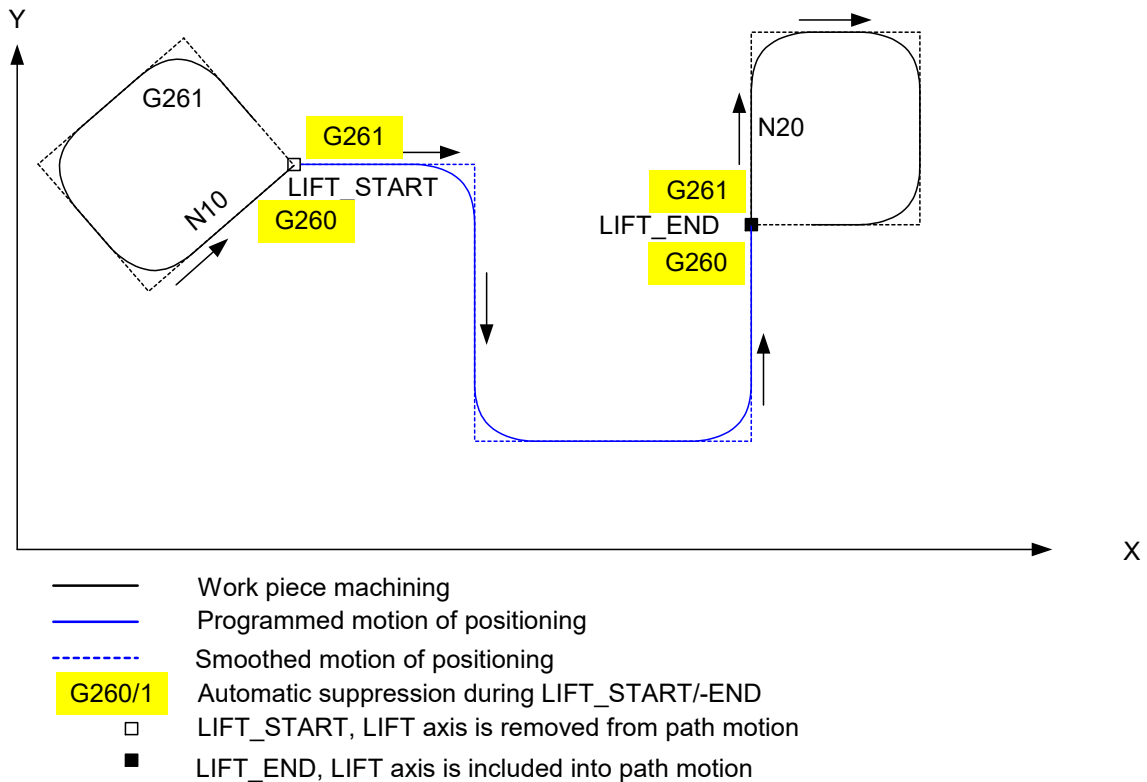 Y
G261
G261
LIFT_START
N10
G260
N20
G261
LIFT_END
G260
X
Work piece machining
Programmed motion of positioning
Smoothed motion of positioning
G260/1 Automatic suppression during LIFT_START/-END
LIFT_START, LIFT axis is removed from path motion
LIFT_END, LIFT axis is included into path motion